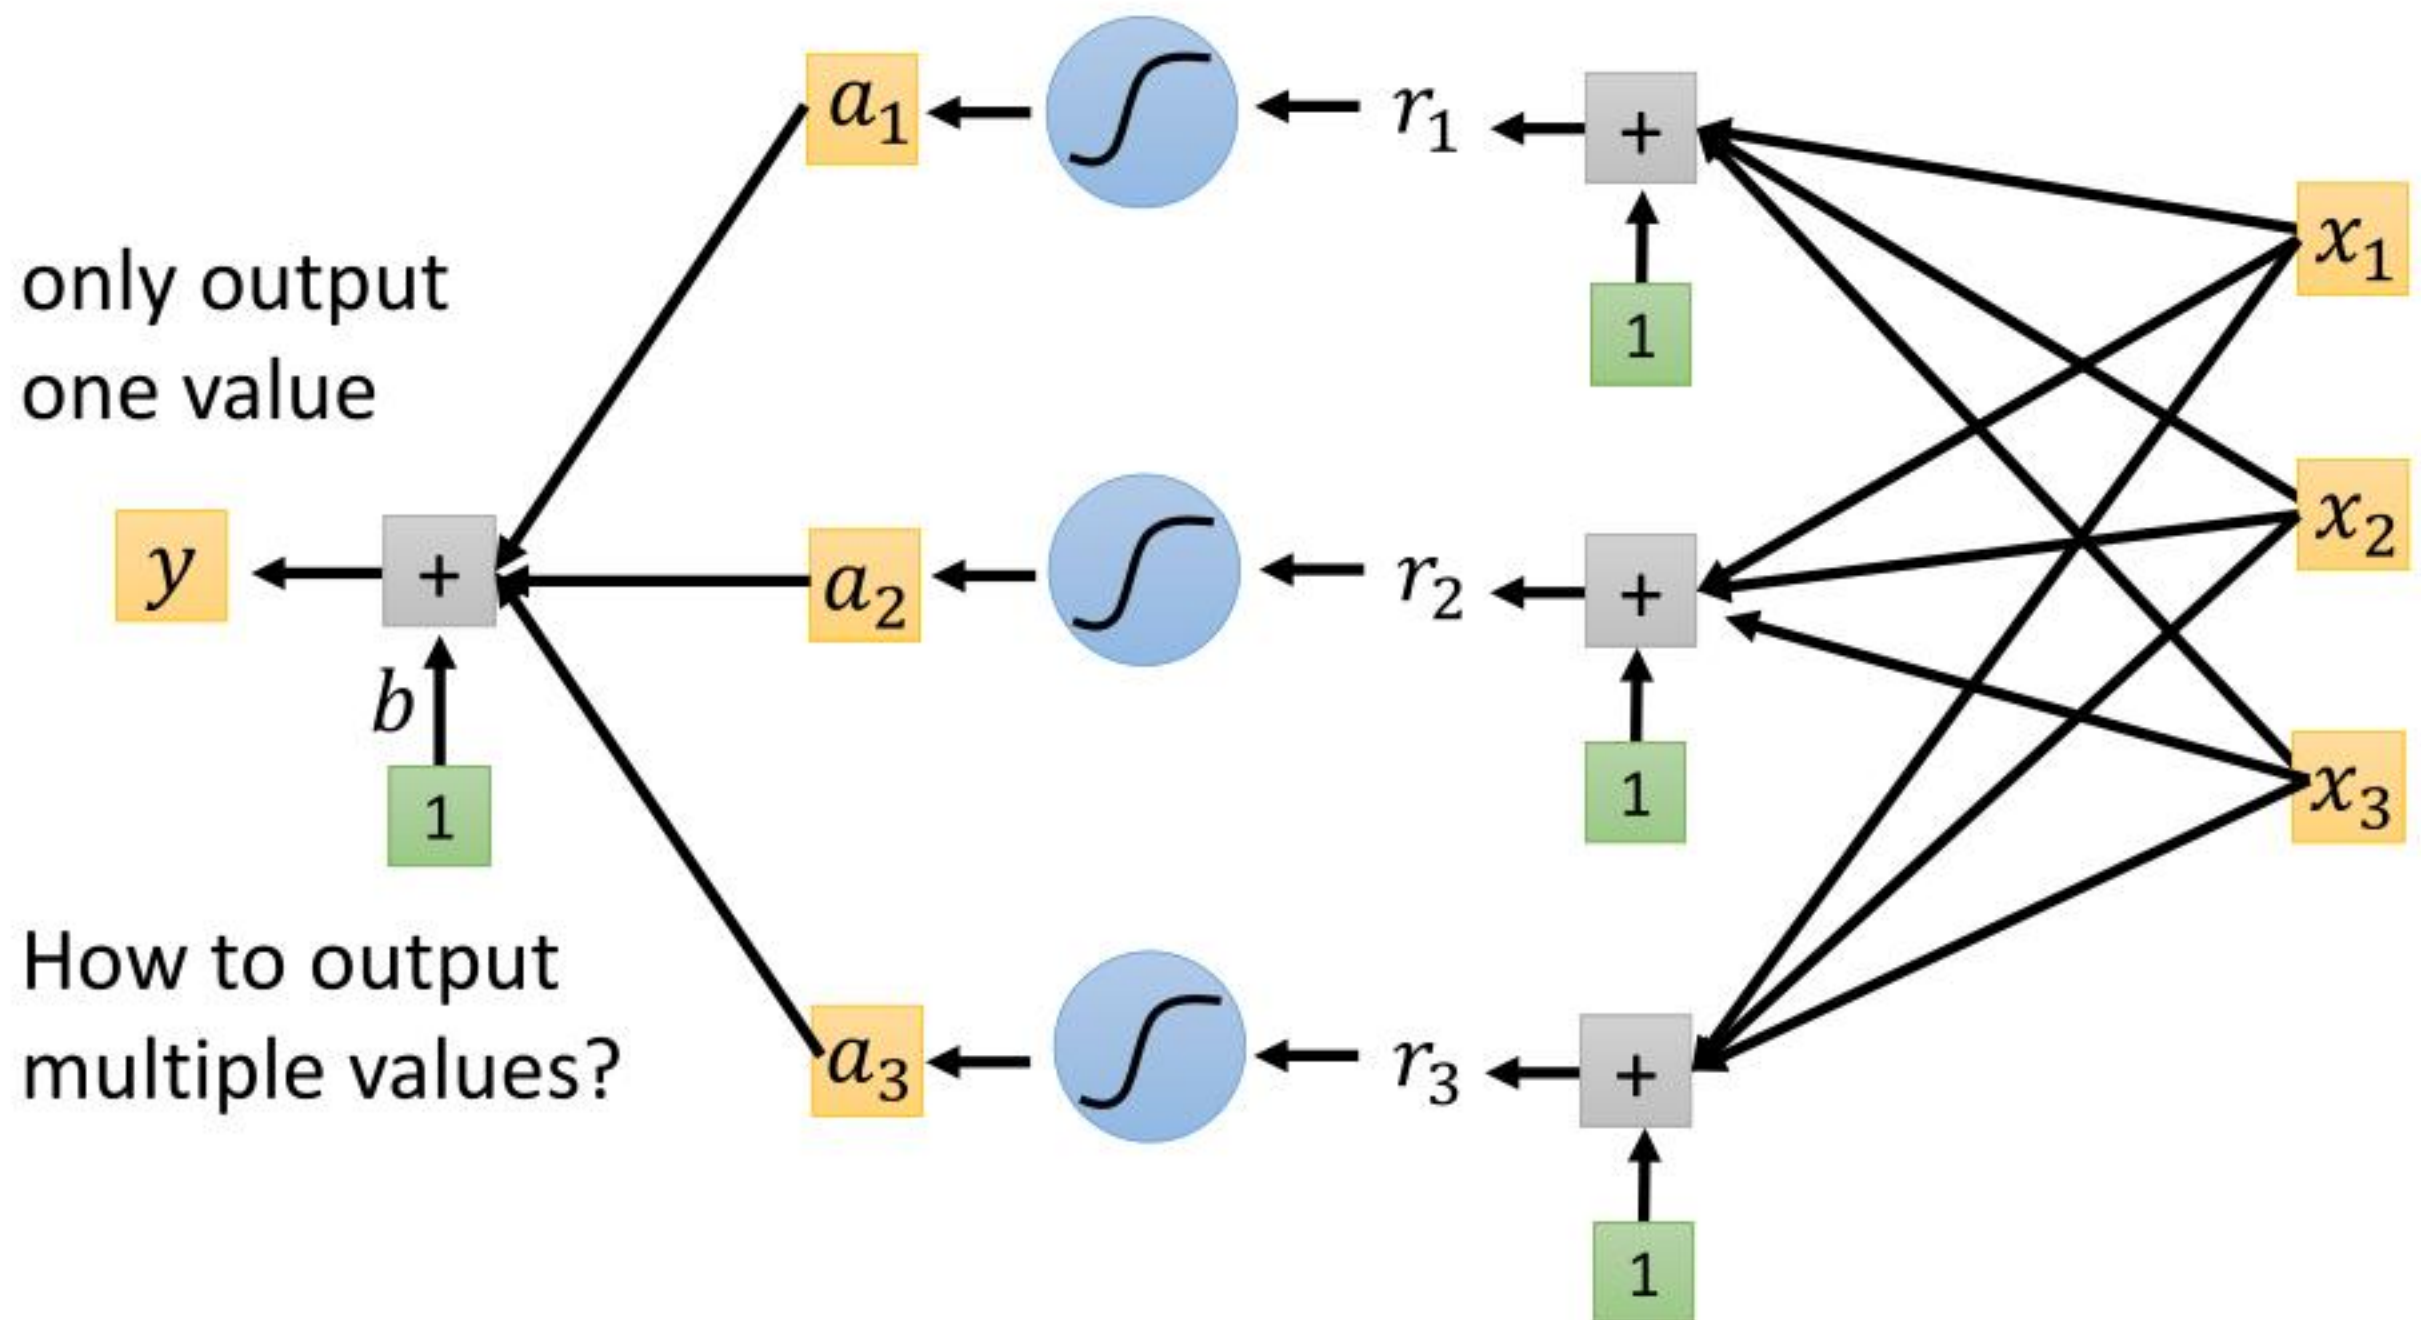 a₁
r₁
+
x₁
1
only output
one value
y
+
a₂
r₂
+
x₂
b
1
1
x₃
How to output
multiple values?
a₃
r₃
+
1